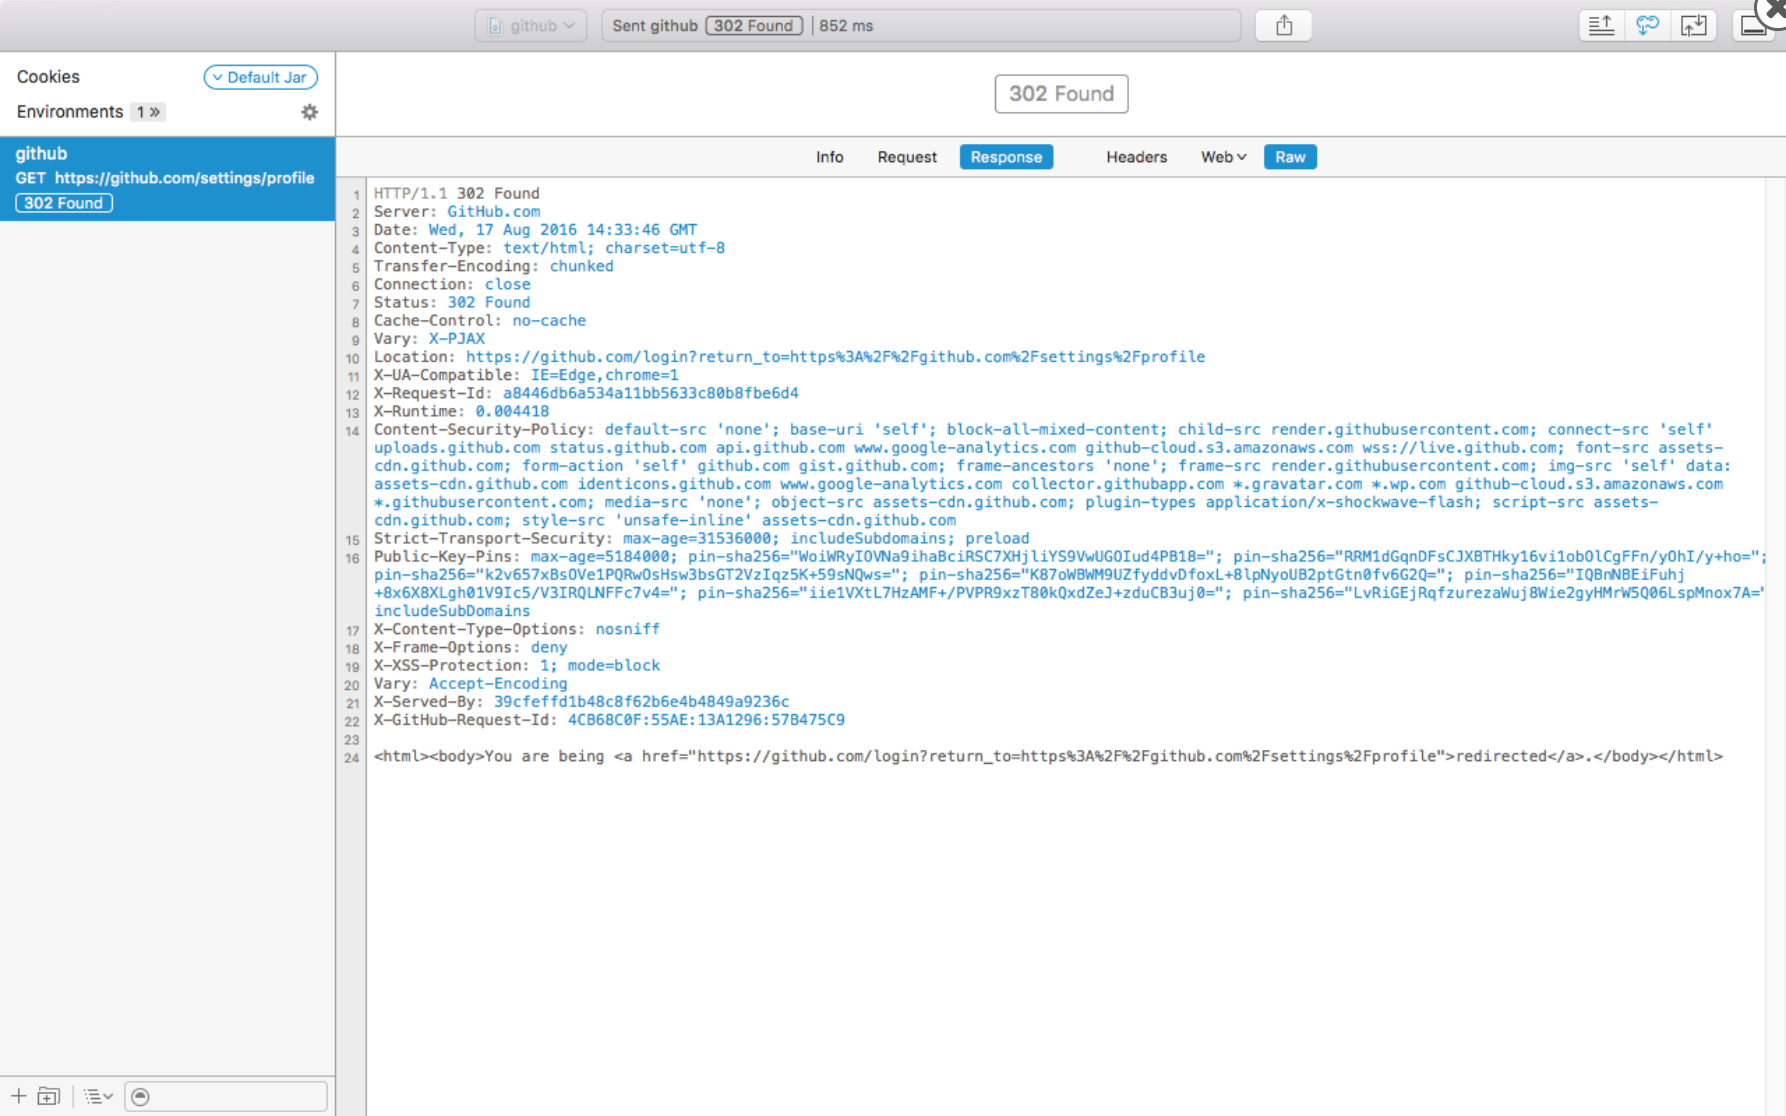 github
Sent github 302 Found | 852 ms
Cookies
Default Jar
Environments 1 »
302 Found
github
GET https://github.com/settings/profile
302 Found
Info Request Response Headers Web Raw
1 HTTP/1.1 302 Found
2 Server: GitHub.com
3 Date: Wed, 17 Aug 2016 14:33:46 GMT
4 Content-Type: text/html; charset=utf-8
5 Transfer-Encoding: chunked
6 Connection: close
7 Status: 302 Found
8 Cache-Control: no-cache
9 Vary: X-PJAX
10 Location: https://github.com/login?return_to=https%3A%2F%2Fgithub.com%2Fsettings%2Fprofile
11 X-UA-Compatible: IE=Edge,chrome=1
12 X-Request-Id: a8446db6a534a11bb5633c80b8fbe6d4
13 X-Runtime: 0.004418
14 Content-Security-Policy: default-src 'none'; base-uri 'self'; block-all-mixed-content; child-src render.githubusercontent.com; connect-src 'self'
uploads.github.com status.github.com api.github.com www.google-analytics.com github-cloud.s3.amazonaws.com wss://live.github.com; font-src assets-
cdn.github.com; form-action 'self' github.com gist.github.com; frame-ancestors 'none'; frame-src render.githubusercontent.com; img-src 'self' data:
assets-cdn.github.com identicons.github.com www.google-analytics.com collector.githubapp.com *.gravatar.com *.wp.com github-cloud.s3.amazonaws.com
*.githubusercontent.com; media-src 'none'; object-src assets-cdn.github.com; plugin-types application/x-shockwave-flash; script-src assets-
cdn.github.com; style-src 'unsafe-inline' assets-cdn.github.com
15 Strict-Transport-Security: max-age=31536000; includeSubdomains; preload
16 Public-Key-Pins: max-age=5184000; pin-sha256="WoiWRyIOVNa9ihaBciRSC7XHjliYS9VwUGOIud4PB18="; pin-sha256="RRM1dGqnDFsCJXBTHky16vi1obOlCgFFn/yOhI/y+ho=";
pin-sha256="k2v657xBsOVe1PQRwOsHsw3bsGT2VzIqz5K+59sNQws="; pin-sha256="K87oWBWM9UZfyddvDfoxL+8lpNyoUB2ptGtn0fv6G2Q="; pin-sha256="IQBnNBEiFuhj
+8x6X8XLgh01V9Ic5/V3IRQLNFFc7v4="; pin-sha256="iie1VXtL7HzAMF+/PVPR9xzT80kQxdZeJ+zduCB3uj0="; pin-sha256="LvRiGEjRqfzurezaWuj8Wie2gyHMrW5Q06LspMnox7A="
includeSubDomains
17 X-Content-Type-Options: nosniff
18 X-Frame-Options: deny
19 X-XSS-Protection: 1; mode=block
20 Vary: Accept-Encoding
21 X-Served-By: 39cfeffd1b48c8f62b6e4b4849a9236c
22 X-GitHub-Request-Id: 4CB68C0F:55AE:13A1296:57B475C9
23
24 <html><body>You are being <a href="https://github.com/login?return_to=https%3A%2F%2Fgithub.com%2Fsettings%2Fprofile">redirected</a>.</body></html>